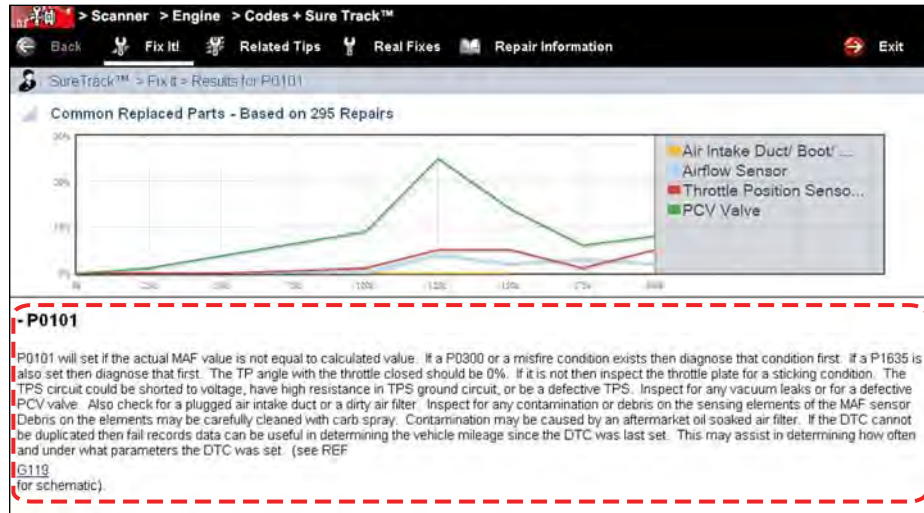 > Scanner > Engine > Codes + Sure Track™
Back Fix It! Related Tips Real Fixes Repair Information Exit
SureTrack™ > Fix It > Results for P0101
Common Replaced Parts - Based on 295 Repairs
Air Intake Duct/ Boot/ ...
Airflow Sensor
Throttle Position Senso...
PCV Valve
- P0101
P0101 will set if the actual MAF value is not equal to calculated value. If a P0300 or a misfire condition exists then diagnose that condition first. If a P1635 is
also set then diagnose that first. The TP angle with the throttle closed should be 0%. If it is not then inspect the throttle plate for a sticking condition. The
TPS circuit could be shorted to voltage, have high resistance in TPS ground circuit, or be a defective TPS. Inspect for any vacuum leaks or for a defective
PCV valve. Also check for a plugged air intake duct or a dirty air filter. Inspect for any contamination or debris on the sensing elements of the MAF sensor.
Debris on the elements may be carefully cleaned with carb spray. Contamination may be caused by an aftermarket oil soaked air filter. If the DTC cannot
be duplicated then fail records data can be useful in determining the vehicle mileage since the DTC was last set. This may assist in determining how often
and under what parameters the DTC was set. (see REF
G119
for schematic).